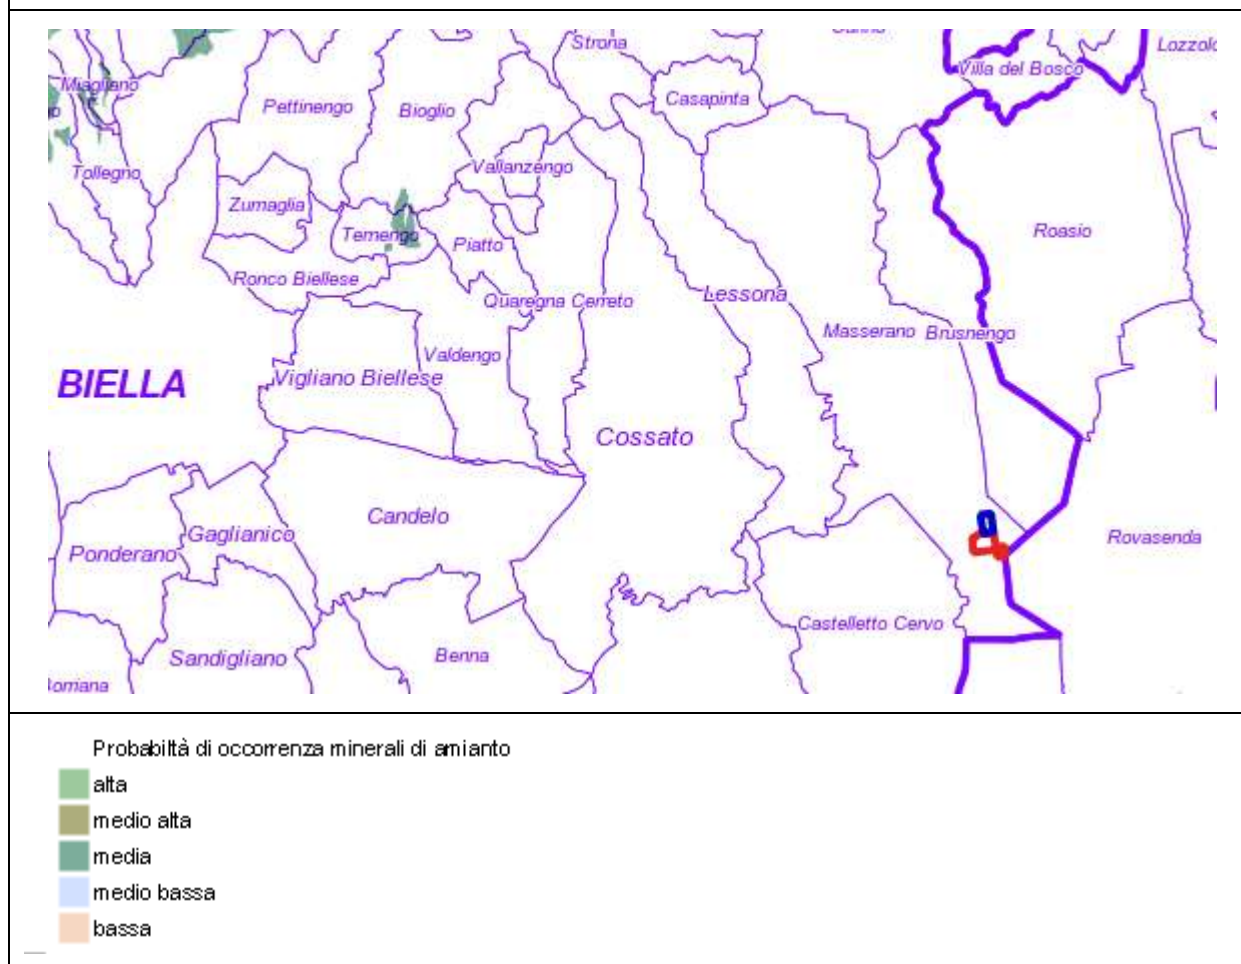 Strona
Lozzolo
Villa del Bosco
Miagliano
Casapinta
Pettinengo
Bioglio
Vallanzengo
Tollegno
Zumaglia
Ternengo
Piatto
Roasio
Ronco Biellese
Lessona
Quaregna Cerreto
Masserano
Brusnengo
Valdengo
BIELLA
Vigliano Biellese
Cossato
Candelo
Gaglianico
Ponderano
Rovasenda
Castelletto Cervo
Sandigliano
Benna
Probabiltà di occorrenza minerali di amianto
alta
medio alta
media
medio bassa
bassa